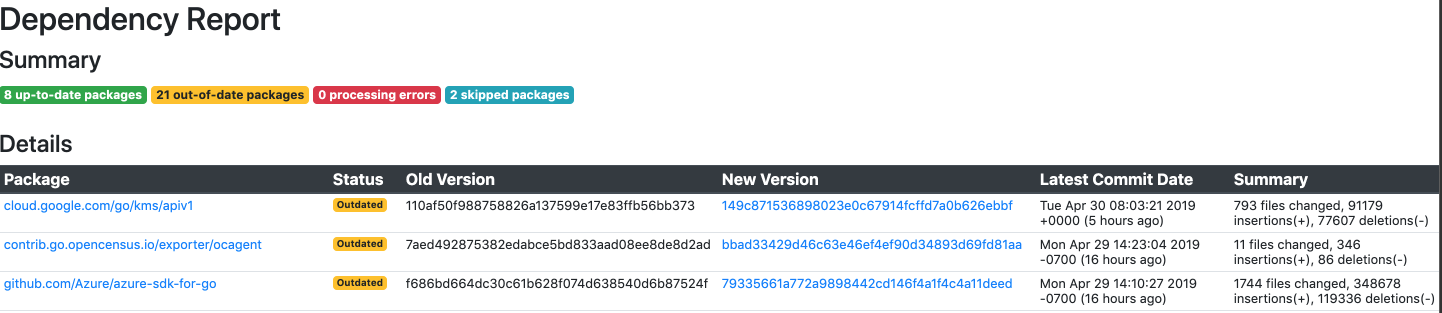 Dependency Report
Summary
8 up-to-date packages 21 out-of-date packages 0 processing errors 2 skipped packages
Details
Package Status Old Version New Version Latest Commit Date Summary
cloud.google.com/go/kms/apiv1 Outdated 110af50f988758826a137599e17e83ffb56bb373 149c871536898023e0c67914fcffd7a0b626ebbf Tue Apr 30 08:03:21 2019 793 files changed, 91179
+0000 (5 hours ago) insertions(+), 77607 deletions(-)
contrib.go.opencensus.io/exporter/ocagent Outdated 7aed492875382edabce5bd833aad08ee8de8d2ad bbad33429d46c63e46ef4ef90d34893d69fd81aa Mon Apr 29 14:23:04 2019 11 files changed, 346
-0700 (16 hours ago) insertions(+), 86 deletions(-)
github.com/Azure/azure-sdk-for-go Outdated f686bd664dc30c61b628f074d638540d6b87524f 79335661a772a9898442cd146f4a1f4c4a11deed Mon Apr 29 14:10:27 2019 1744 files changed, 348678
-0700 (16 hours ago) insertions(+), 119336 deletions(-)